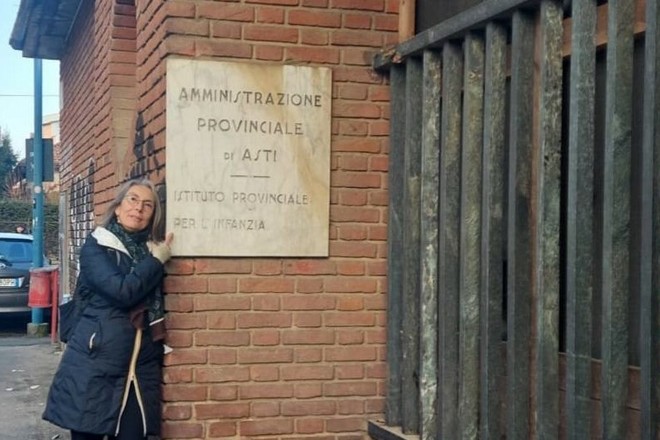 AMMINISTRAZIONE
PROVINCIALE
DI ASTI
ISTITUTO PROVINCIALE
PER L'INFANZIA